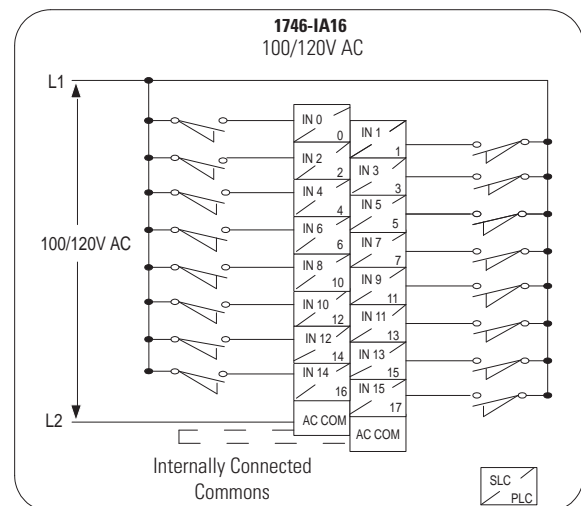 1746-IA16
100/120V AC
L1
IN 0
0
IN 1
1
IN 2
2
IN 3
3
IN 4
4
IN 5
5
IN 6
6
IN 7
7
100/120V AC
IN 8
10
IN 9
11
IN 10
12
IN 11
13
IN 12
14
IN 13
15
IN 14
16
IN 15
17
L2
AC COM
AC COM
Internally Connected
Commons
SLC
PLC